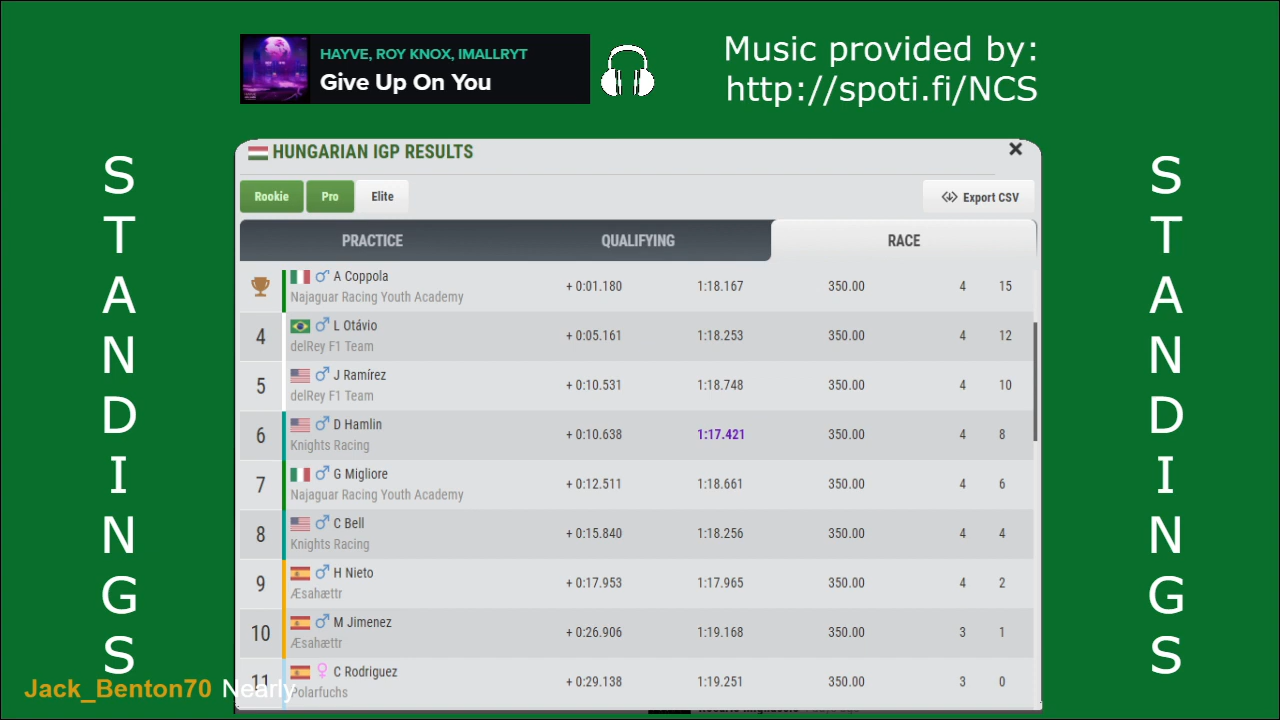 HAYVE, ROY KNOX, IMALLRYT
Give Up On You
Music provided by:
http://spoti.fi/NCS
STANDINGS
HUNGARIAN IGP RESULTS
Rookie Pro Elite Export CSV
PRACTICE QUALIFYING RACE
A Coppola + 0:01.180 1:18.167 350.00 4 15
Najaguar Racing Youth Academy
4 L Otávio + 0:05.161 1:18.253 350.00 4 12
delRey F1 Team
5 J Ramírez + 0:10.531 1:18.748 350.00 4 10
delRey F1 Team
6 D Hamlin + 0:10.638 1:17.421 350.00 4 8
Knights Racing
7 G Migliore + 0:12.511 1:18.661 350.00 4 6
Najaguar Racing Youth Academy
8 C Bell + 0:15.840 1:18.256 350.00 4 4
Knights Racing
9 H Nieto + 0:17.953 1:17.965 350.00 4 2
Æsahættr
10 M Jimenez + 0:26.906 1:19.168 350.00 3 1
Æsahættr
11 C Rodriguez + 0:29.138 1:19.251 350.00 3 0
Polarfuchs
Jack_Benton70 Nearly
STANDINGS